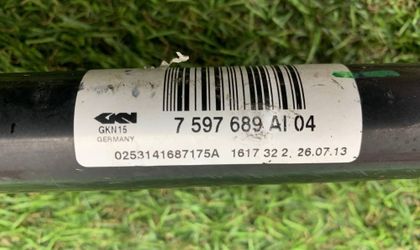 GKN
GKN15
GERMANY
7 597 689 AI 04
0253141687175A 1617 32 2, 26.07.13